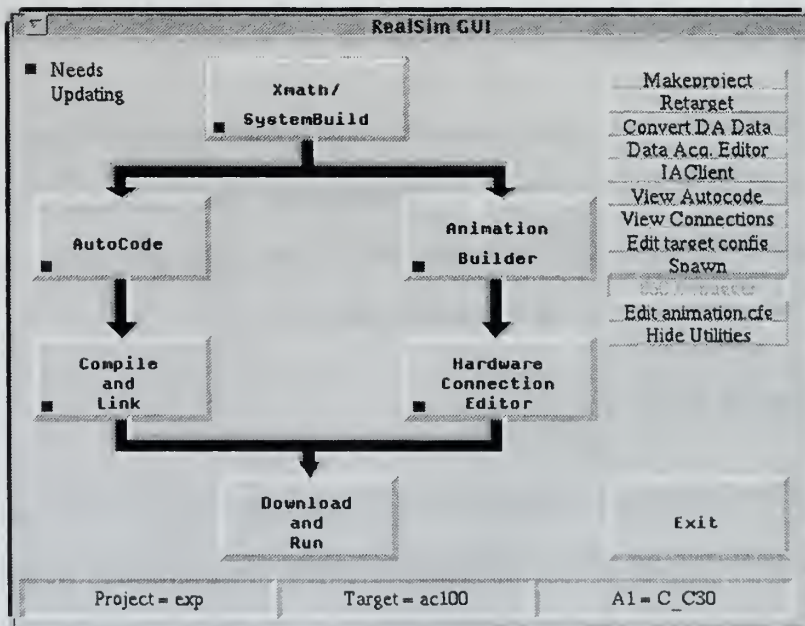 RealSim GUI
Needs
Updating
Xmath/
SystemBuild
AutoCode
Animation
Builder
Compile
and
Link
Hardware
Connection
Editor
Download
and
Run
Makeproject
Retarget
Convert DA Data
Data Acq. Editor
IAClient
View Autocode
View Connections
Edit target config
Spawn
Edit animation.cfg
Hide Utilities
Exit
Project = exp
Target = ac100
A1 = C_C30